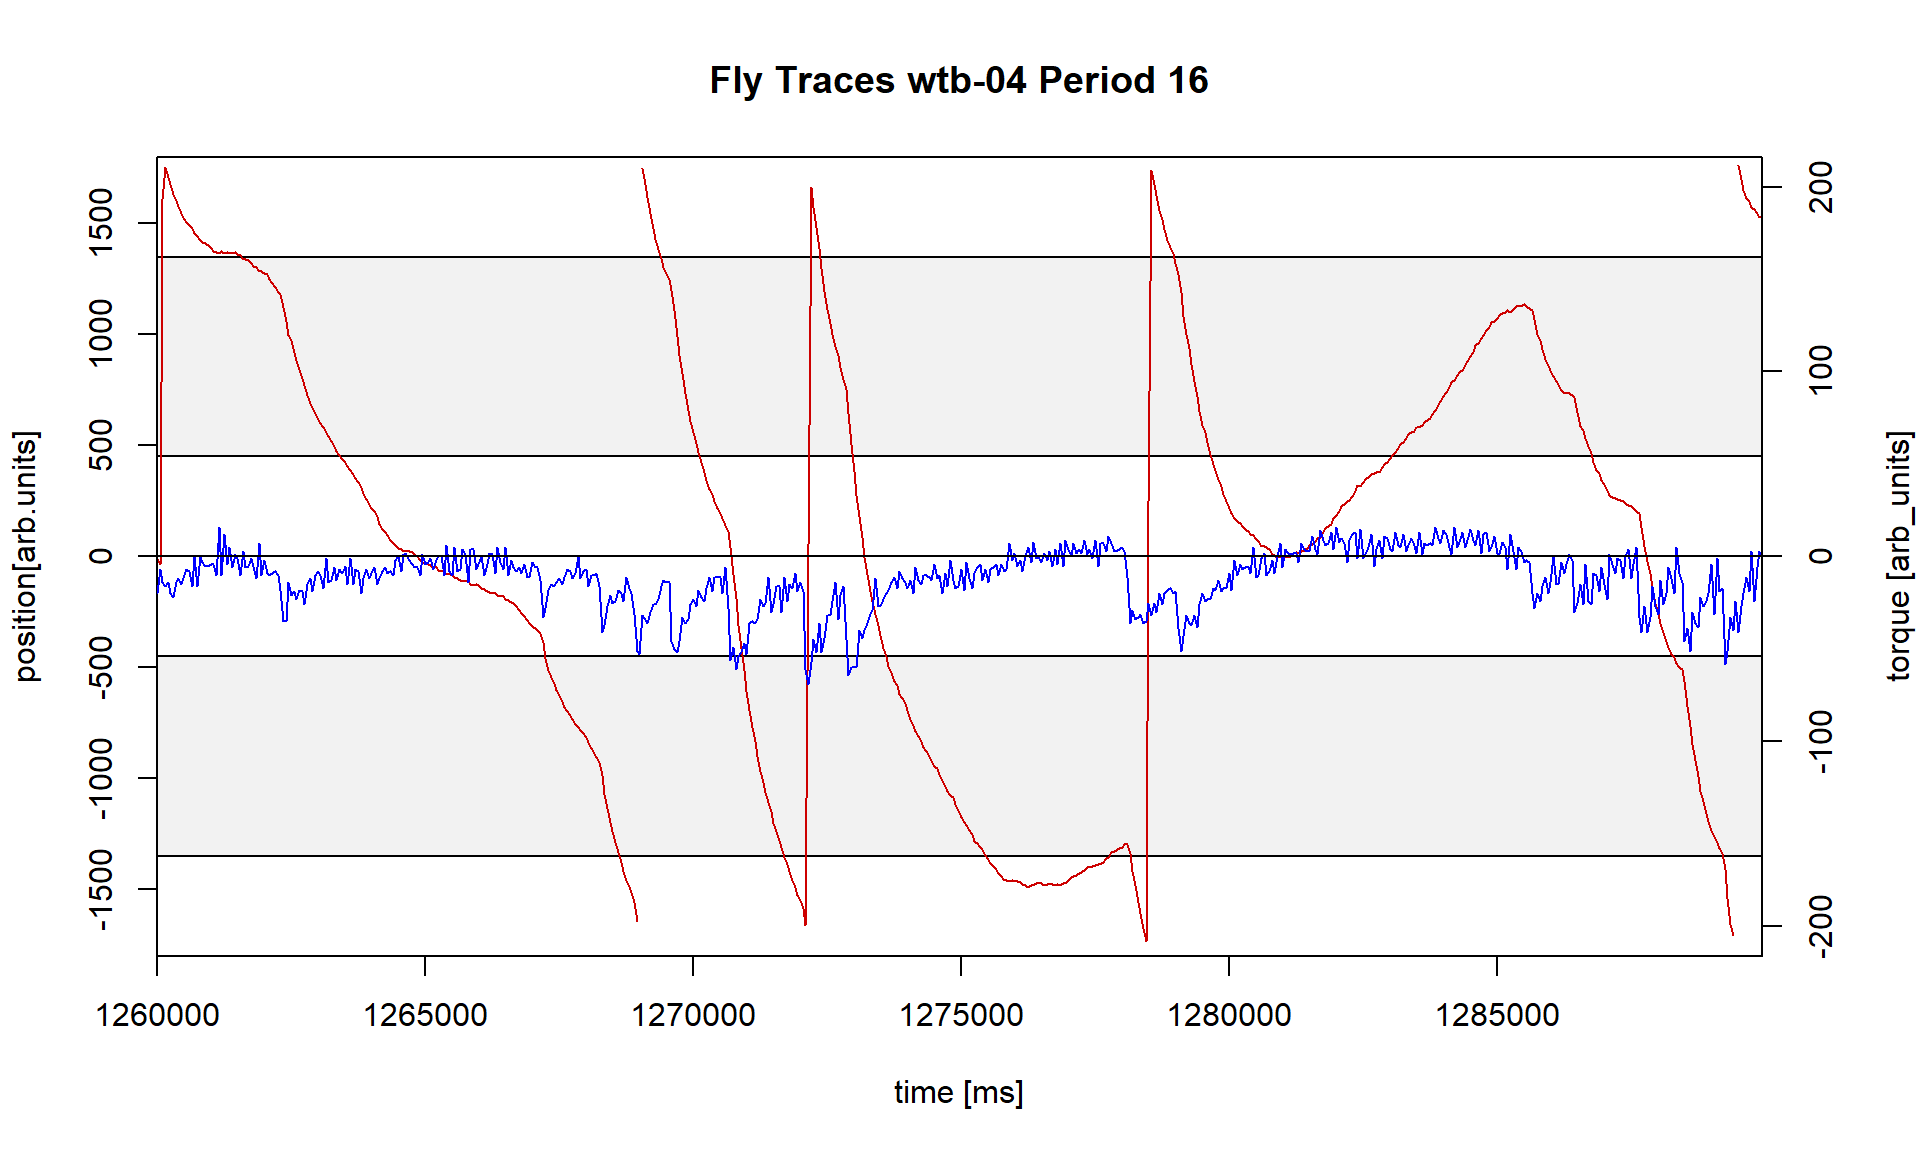 Fly Traces wtb-04 Period 16
position[arb.units]
1500
1000
500
0
-500
-1000
-1500
200
100
0
-100
-200
torque [arb_units]
1260000 1265000 1270000 1275000 1280000 1285000
time [ms]